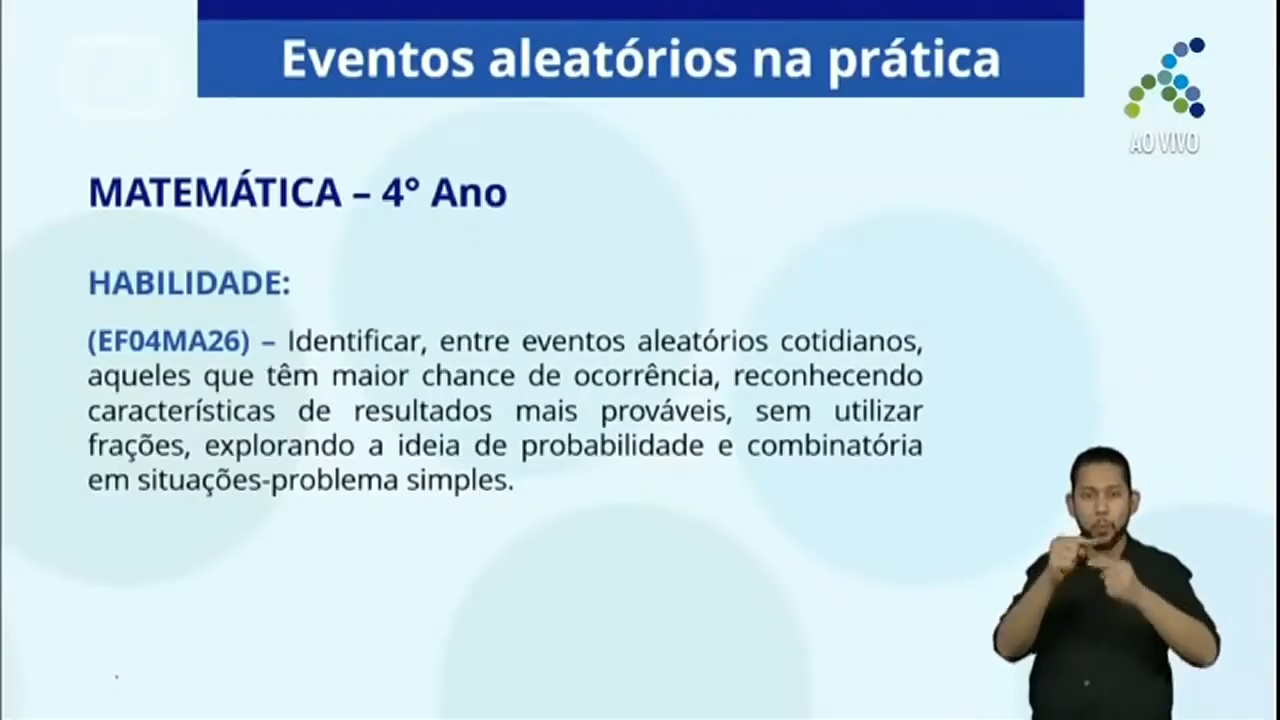 Eventos aleatórios na prática
AO VIVO
MATEMÁTICA – 4° Ano
HABILIDADE:
(EF04MA26) – Identificar, entre eventos aleatórios cotidianos,
aqueles que têm maior chance de ocorrência, reconhecendo
características de resultados mais prováveis, sem utilizar
frações, explorando a ideia de probabilidade e combinatória
em situações-problema simples.